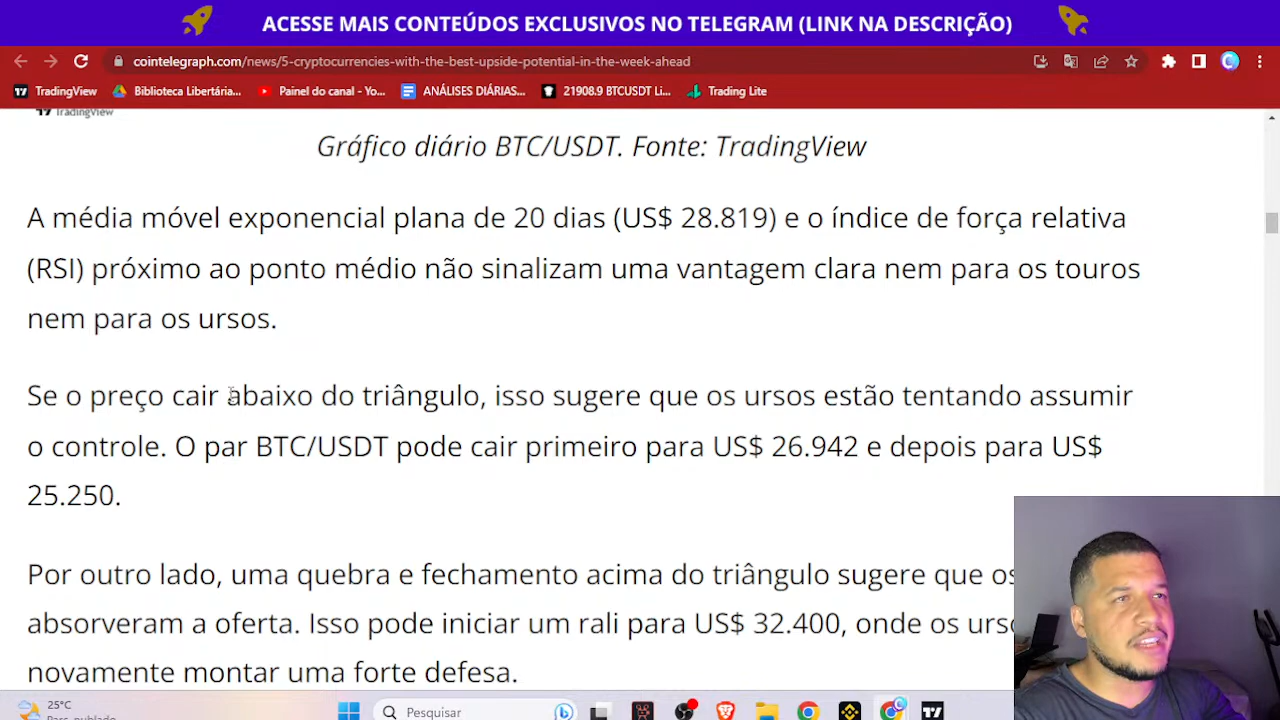 ACESSE MAIS CONTEÚDOS EXCLUSIVOS NO TELEGRAM (LINK NA DESCRIÇÃO)
cointelegraph.com/news/5-cryptocurrencies-with-the-best-upside-potential-in-the-week-ahead
TradingView Biblioteca Libertária... Painel do canal - Yo... ANÁLISES DIÁRIAS... 21908.9 BTCUSDT Li... Trading Lite
TradingView
Gráfico diário BTC/USDT. Fonte: TradingView
A média móvel exponencial plana de 20 dias (US$ 28.819) e o índice de força relativa
(RSI) próximo ao ponto médio não sinalizam uma vantagem clara nem para os touros
nem para os ursos.
Se o preço cair abaixo do triângulo, isso sugere que os ursos estão tentando assumir
o controle. O par BTC/USDT pode cair primeiro para US$ 26.942 e depois para US$
25.250.
Por outro lado, uma quebra e fechamento acima do triângulo sugere que os
absorveram a oferta. Isso pode iniciar um rali para US$ 32.400, onde os
novamente montar uma forte defesa.
25°C
Pesquisar